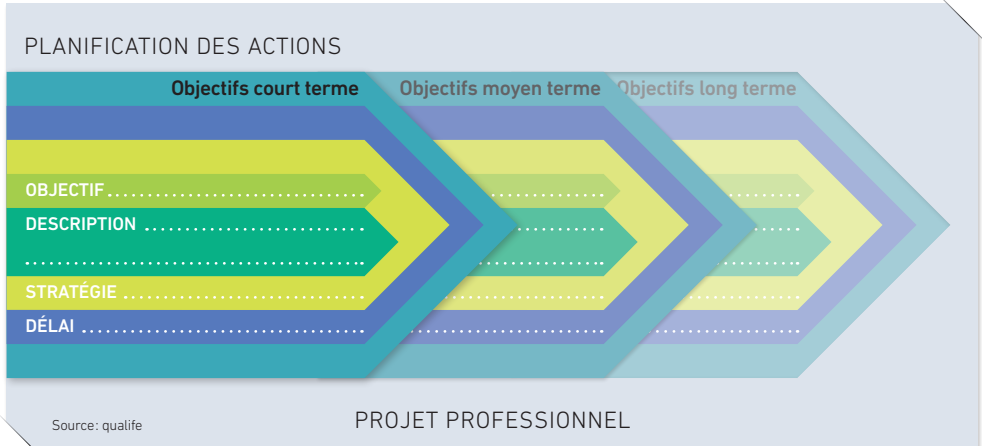 PLANIFICATION DES ACTIONS
Objectifs court terme
Objectifs moyen terme
Objectifs long terme
OBJECTIF
DESCRIPTION
STRATÉGIE
DÉLAI
Source: qualife
PROJET PROFESSIONNEL